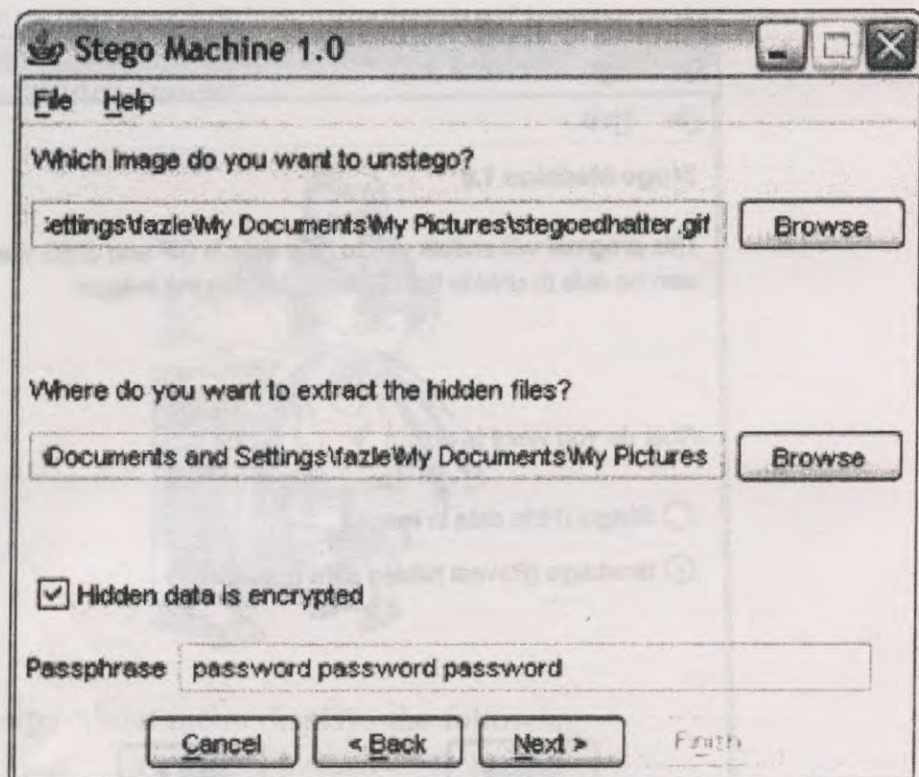 Stego Machine 1.0
File Help
Which image do you want to unstego?
ettings\fazle\My Documents\My Pictures\stegoedhatter.gif Browse
Where do you want to extract the hidden files?
Documents and Settings\fazle\My Documents\My Pictures Browse
Hidden data is encrypted
Passphrase password password password
Cancel < Back Next > Finish